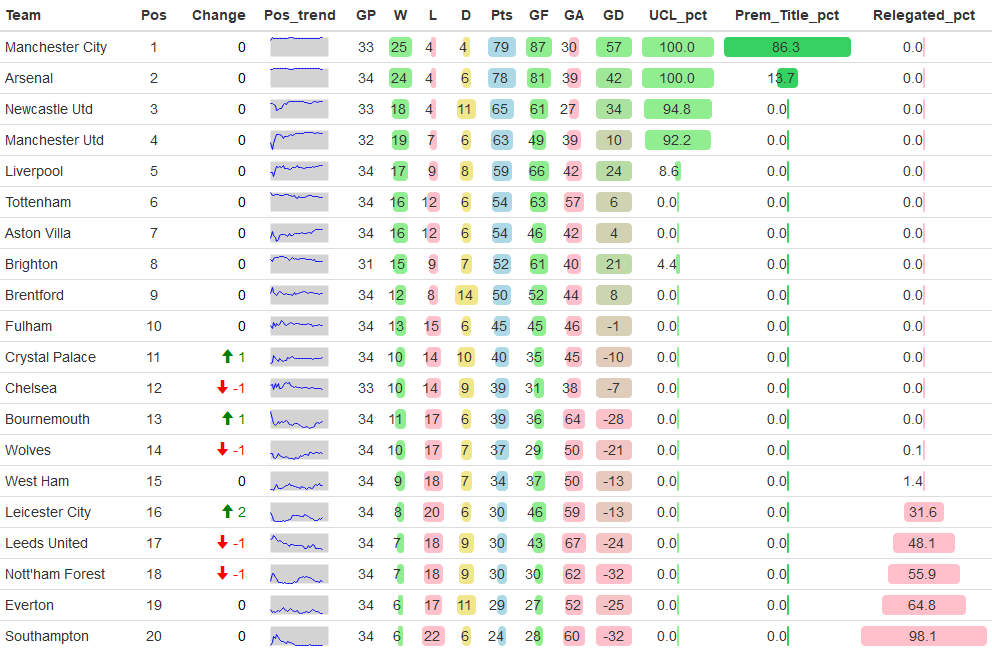 Team Pos Change Pos_trend GP W L D Pts GF GA GD UCL_pct Prem_Title_pct Relegated_pct
Manchester City 1 0 33 25 4 4 79 87 30 57 100.0 86.3 0.0
Arsenal 2 0 34 24 4 6 78 81 39 42 100.0 13.7 0.0
Newcastle Utd 3 0 33 18 4 11 65 61 27 34 94.8 0.0 0.0
Manchester Utd 4 0 32 19 7 6 63 49 39 10 92.2 0.0 0.0
Liverpool 5 0 34 17 9 8 59 66 42 24 8.6 0.0 0.0
Tottenham 6 0 34 16 12 6 54 63 57 6 0.0 0.0 0.0
Aston Villa 7 0 34 16 12 6 54 46 42 4 0.0 0.0 0.0
Brighton 8 0 31 15 9 7 52 61 40 21 4.4 0.0 0.0
Brentford 9 0 34 12 8 14 50 52 44 8 0.0 0.0 0.0
Fulham 10 0 34 13 15 6 45 45 46 -1 0.0 0.0 0.0
Crystal Palace 11 1 34 10 14 10 40 35 45 -10 0.0 0.0 0.0
Chelsea 12 -1 33 10 14 9 39 31 38 -7 0.0 0.0 0.0
Bournemouth 13 1 34 11 17 6 39 36 64 -28 0.0 0.0 0.0
Wolves 14 -1 34 10 17 7 37 29 50 -21 0.0 0.0 0.1
West Ham 15 0 34 9 18 7 34 37 50 -13 0.0 0.0 1.4
Leicester City 16 2 34 8 20 6 30 46 59 -13 0.0 0.0 31.6
Leeds United 17 -1 34 7 18 9 30 43 67 -24 0.0 0.0 48.1
Nott'ham Forest 18 -1 34 7 18 9 30 30 62 -32 0.0 0.0 55.9
Everton 19 0 34 6 17 11 29 27 52 -25 0.0 0.0 64.8
Southampton 20 0 34 6 22 6 24 28 60 -32 0.0 0.0 98.1